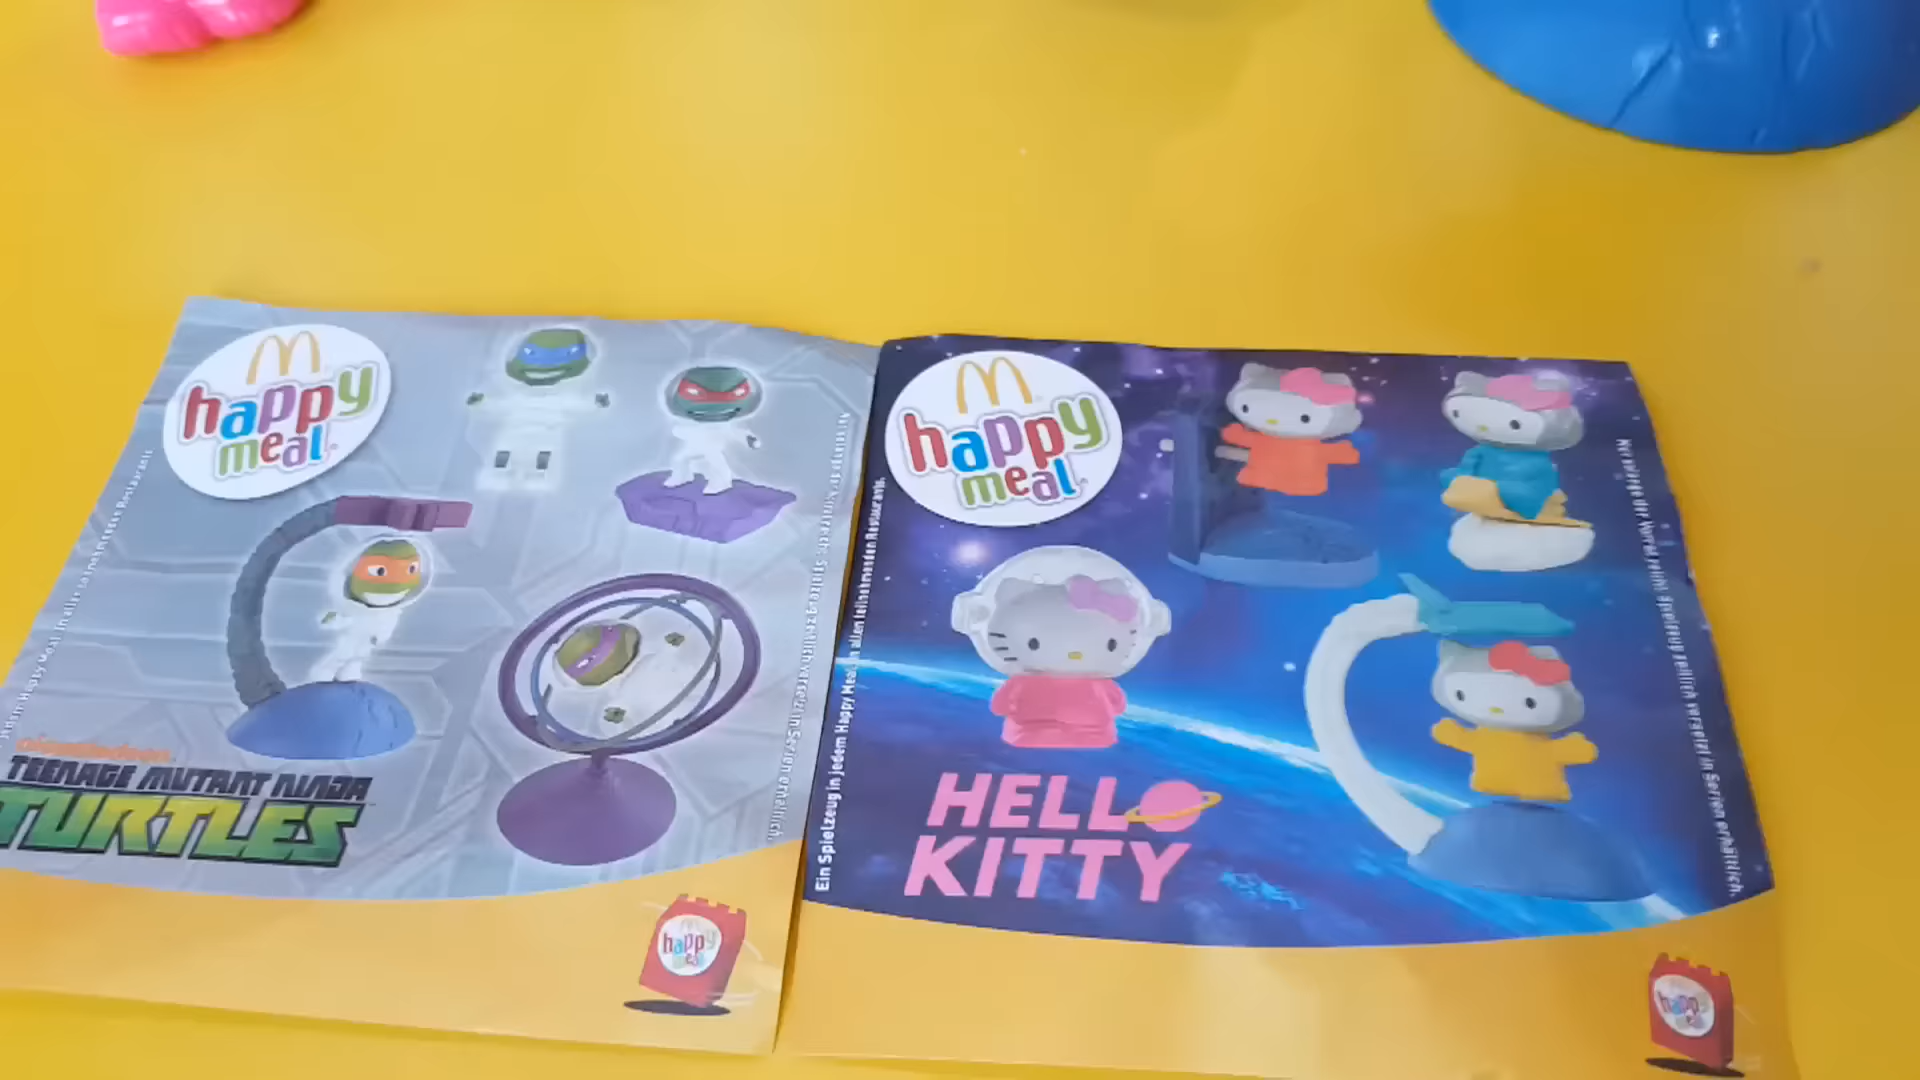 happy
meal
nickelodeon
TEENAGE MUTANT NINJA
TURTLES
happy
meal
happy
meal
Ein Spielzeug in jedem Happy Meal in allen teilnehmenden Restaurants.
HELLO
KITTY
happy